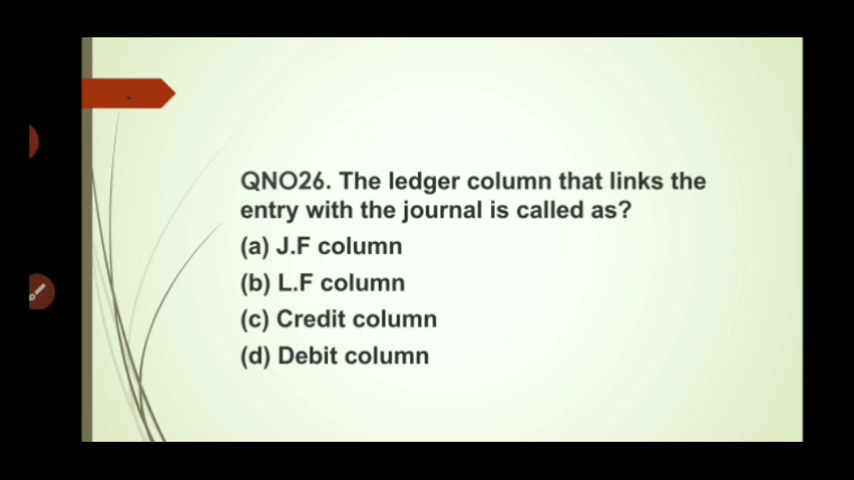 QNO26. The ledger column that links the
entry with the journal is called as?
(a) J.F column
(b) L.F column
(c) Credit column
(d) Debit column